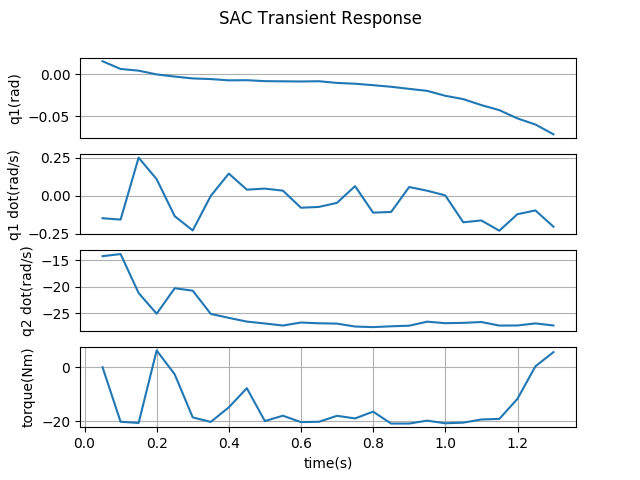 SAC Transient Response
q1(rad)
0.00
−0.05
q1 dot(rad/s)
0.25
0.00
−0.25
q2 dot(rad/s)
−15
−20
−25
torque(Nm)
0
−20
0.0 0.2 0.4 0.6 0.8 1.0 1.2
time(s)